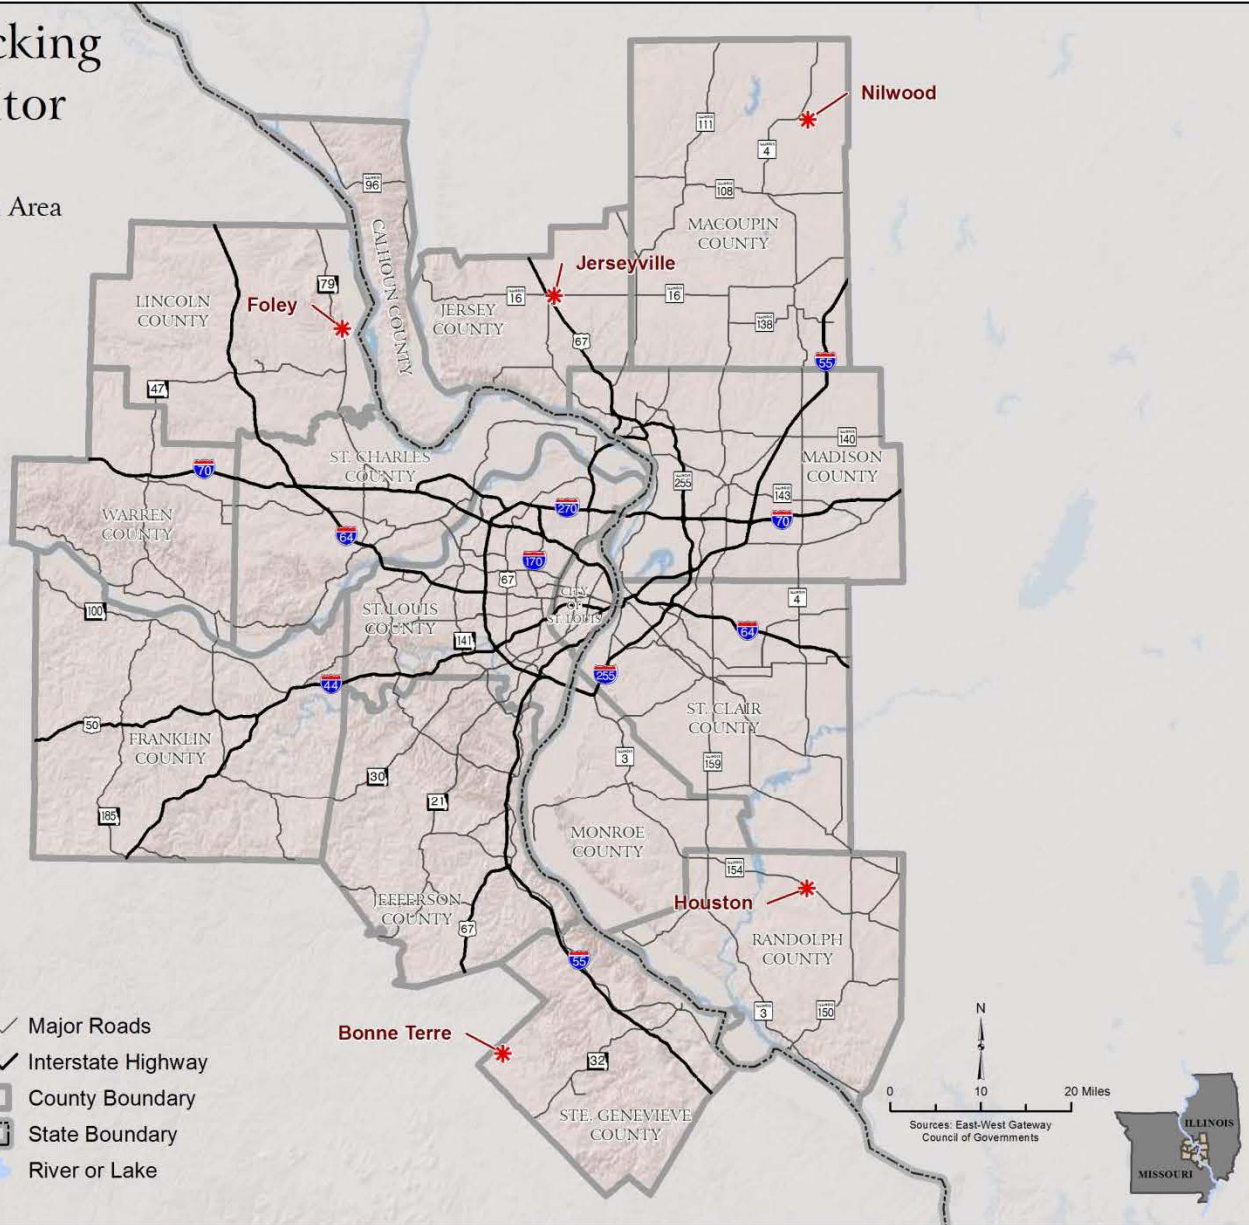 cking
tor
Area
Nilwood
111
4
108
MACOUPIN
COUNTY
96
CALHOUN COUNTY
Jerseyville
79
Foley
LINCOLN
COUNTY
16
16
JERSEY
COUNTY
138
67
55
47
140
ST. CHARLES
COUNTY
MADISON
COUNTY
70
255
143
270
70
WARREN
COUNTY
64
170
67
CITY
OF
ST. LOUIS
4
100
ST. LOUIS
COUNTY
141
64
255
44
50
FRANKLIN
COUNTY
ST. CLAIR
COUNTY
3
159
30
21
185
MONROE
COUNTY
154
Houston
JEFFERSON
COUNTY
67
RANDOLPH
COUNTY
55
3
150
Bonne Terre
32
STE. GENEVIEVE
COUNTY
Major Roads
Interstate Highway
County Boundary
State Boundary
River or Lake
N
0 10 20 Miles
Sources: East-West Gateway
Council of Governments
ILLINOIS
MISSOURI